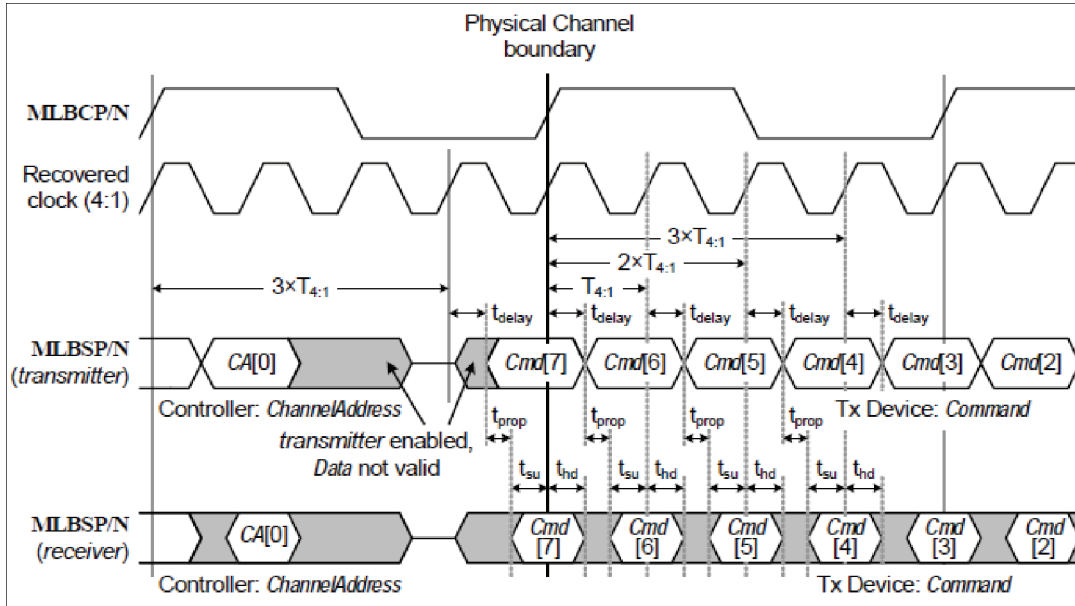 Physical Channel
boundary
MLBCP/N
Recovered
clock (4:1)
3×T4:1
2×T4:1
3×T4:1
T4:1
tdelay
tdelay
tdelay
tdelay
tdelay
MLBSP/N
(transmitter)
CA[0]
Cmd[7]
Cmd[6]
Cmd[5]
Cmd[4]
Cmd[3]
Cmd[2]
Controller: ChannelAddress
Tx Device: Command
transmitter enabled,
Data not valid
tprop
tprop
tprop
tprop
tsu
thd
tsu
thd
tsu
thd
tsu
thd
MLBSP/N
(receiver)
CA[0]
Cmd
[7]
Cmd
[6]
Cmd
[5]
Cmd
[4]
Cmd
[3]
Cmd
[2]
Controller: ChannelAddress
Tx Device: Command